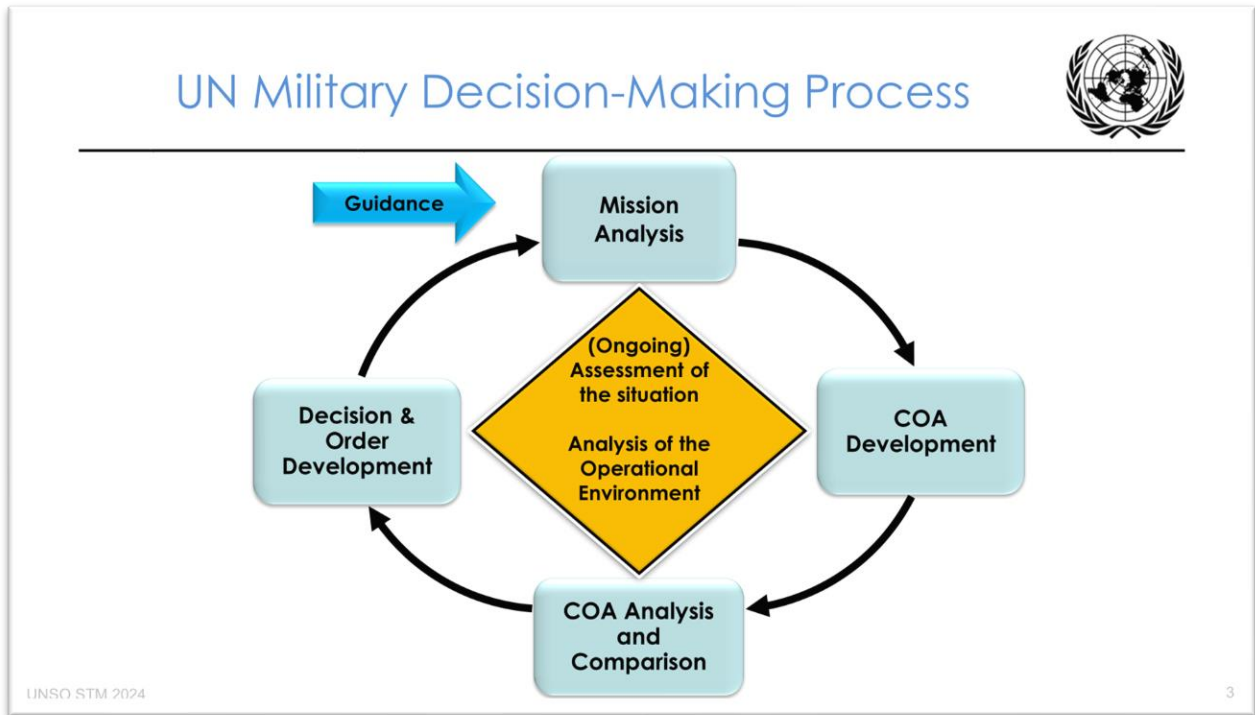 UN Military Decision-Making Process
Guidance
Mission
Analysis
(Ongoing)
Assessment of
the situation
Analysis of the
Operational
Environment
Decision &
Order
Development
COA
Development
COA Analysis
and
Comparison
UNSO STM 2024
3